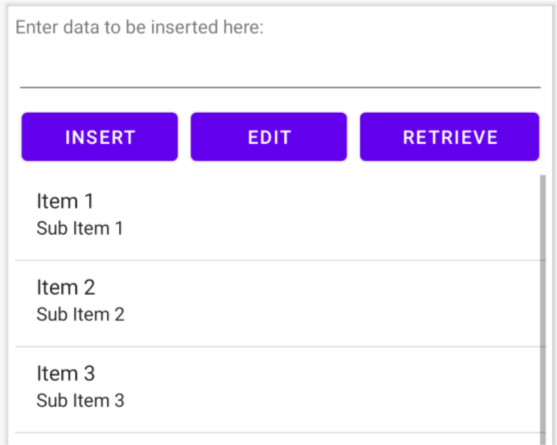 Enter data to be inserted here:
INSERT EDIT RETRIEVE
Item 1
Sub Item 1
Item 2
Sub Item 2
Item 3
Sub Item 3